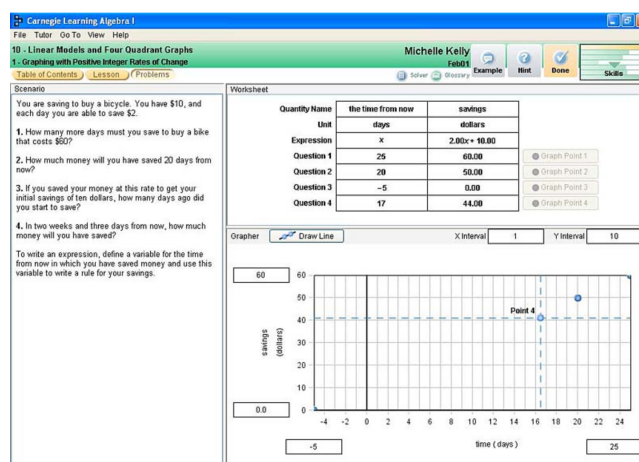 Carnegie Learning Algebra I
File Tutor Go To View Help
10 - Linear Models and Four Quadrant Graphs
1 - Graphing with Positive Integer Rates of Change
Michelle Kelly
Feb01
Table of Contents Lesson Problems
Solver Glossary Example Hint Done Skills
Scenario
You are saving to buy a bicycle. You have $10, and
each day you are able to save $2.
1. How many more days must you save to buy a bike
that costs $60?
2. How much money will you have saved 20 days from
now?
3. If you saved your money at this rate to get your
initial savings of ten dollars, how many days ago did
you start to save?
4. In two weeks and three days from now, how much
money will you have saved?
To write an expression, define a variable for the time
from now in which you have saved money and use this
variable to write a rule for your savings.
Worksheet
Quantity Name the time from now savings
Unit days dollars
Expression x 2.00x+ 10.00
Question 1 25 60.00 Graph Point 1
Question 2 20 50.00 Graph Point 2
Question 3 -5 0.00 Graph Point 3
Question 4 17 44.00 Graph Point 4
Grapher Draw Line X Interval 1 Y Interval 10
60 60
50
40
30
20
10
0.0 0
savings
(dollars)
Point 4
-4 -2 0 2 4 6 8 10 12 14 16 18 20 22 24
-5 time ( days ) 25